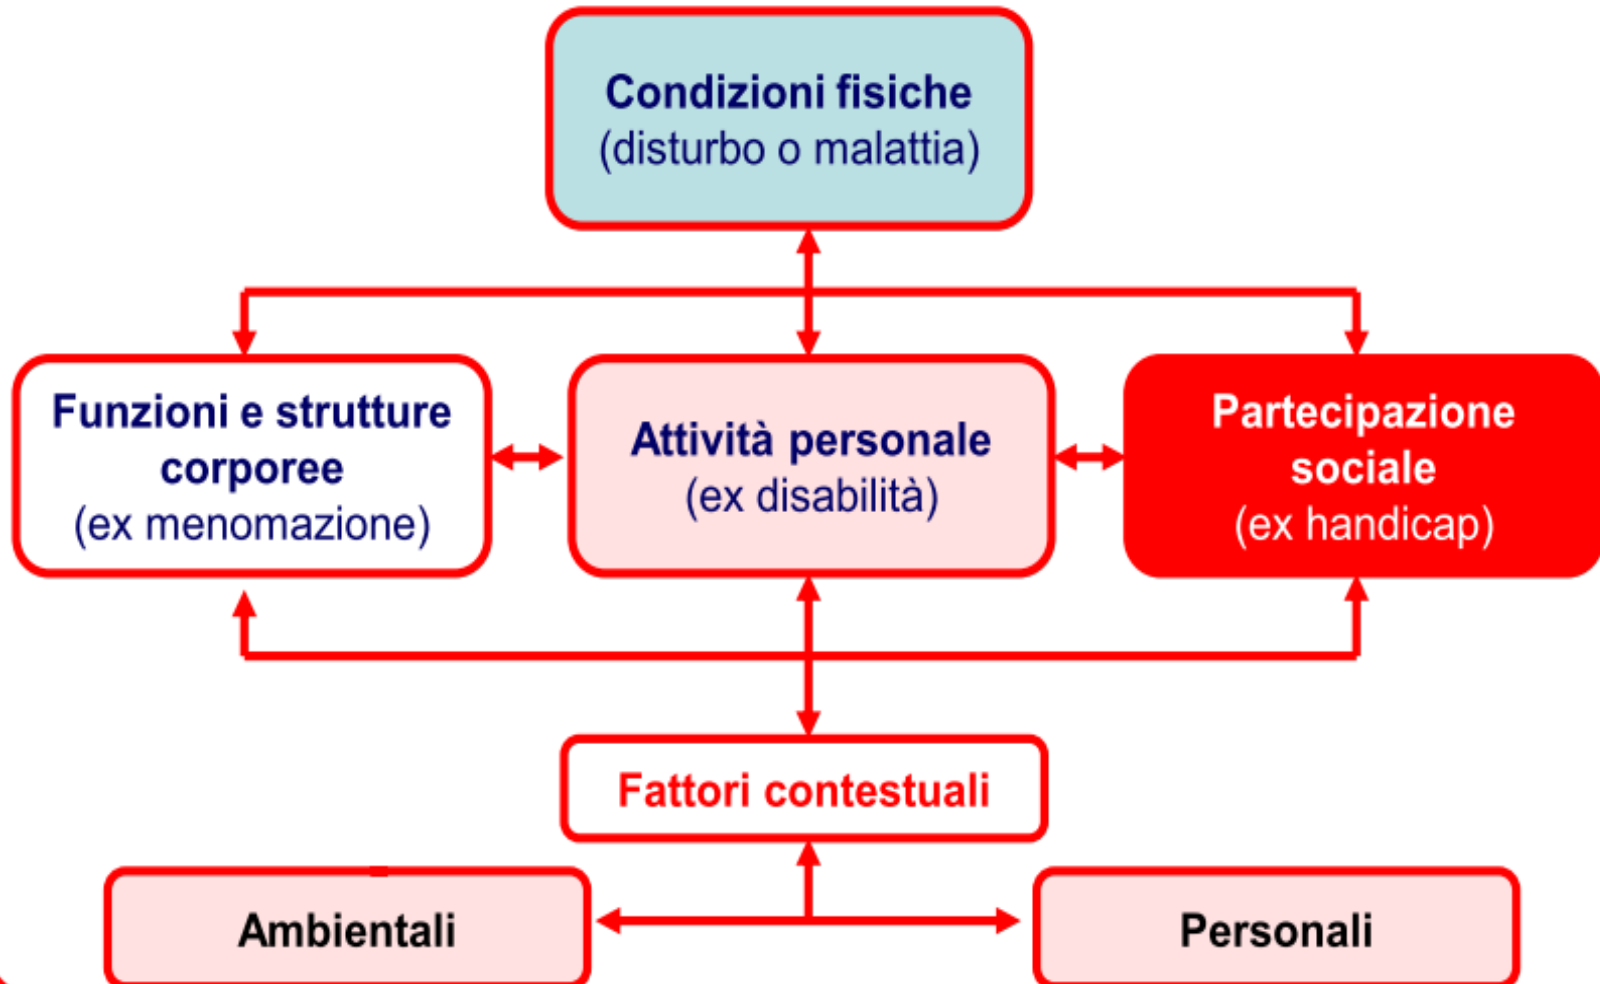 Condizioni fisiche
(disturbo o malattia)
Funzioni e strutture
corporee
(ex menomazione)
Attività personale
(ex disabilità)
Partecipazione
sociale
(ex handicap)
Fattori contestuali
Ambientali
Personali